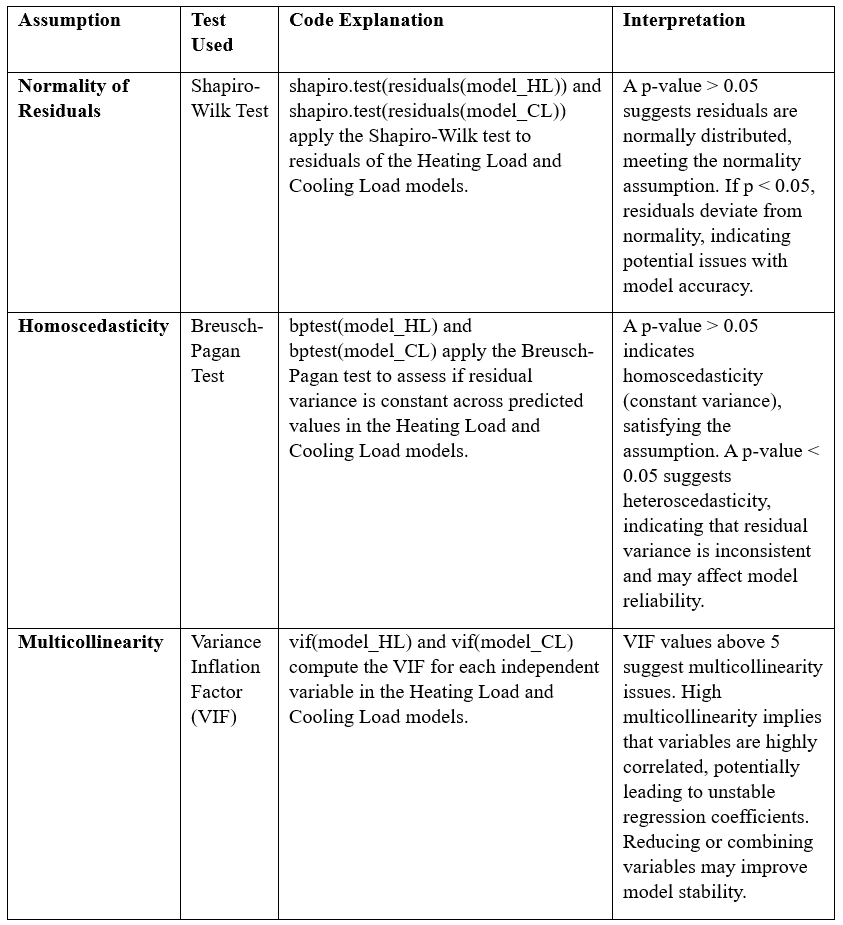 Assumption
Test
Used
Code Explanation
Interpretation
Normality of
Residuals
Shapiro-
Wilk Test
shapiro.test(residuals(model_HL)) and
shapiro.test(residuals(model_CL))
apply the Shapiro-Wilk test to
residuals of the Heating Load and
Cooling Load models.
A p-value > 0.05
suggests residuals are
normally distributed,
meeting the normality
assumption. If p < 0.05,
residuals deviate from
normality, indicating
potential issues with
model accuracy.
Homoscedasticity
Breusch-
Pagan
Test
bptest(model_HL) and
bptest(model_CL) apply the Breusch-
Pagan test to assess if residual
variance is constant across predicted
values in the Heating Load and
Cooling Load models.
A p-value > 0.05
indicates
homoscedasticity
(constant variance),
satisfying the
assumption. A p-value <
0.05 suggests
heteroscedasticity,
indicating that residual
variance is inconsistent
and may affect model
reliability.
Multicollinearity
Variance
Inflation
Factor
(VIF)
vif(model_HL) and vif(model_CL)
compute the VIF for each independent
variable in the Heating Load and
Cooling Load models.
VIF values above 5
suggest multicollinearity
issues. High
multicollinearity implies
that variables are highly
correlated, potentially
leading to unstable
regression coefficients.
Reducing or combining
variables may improve
model stability.